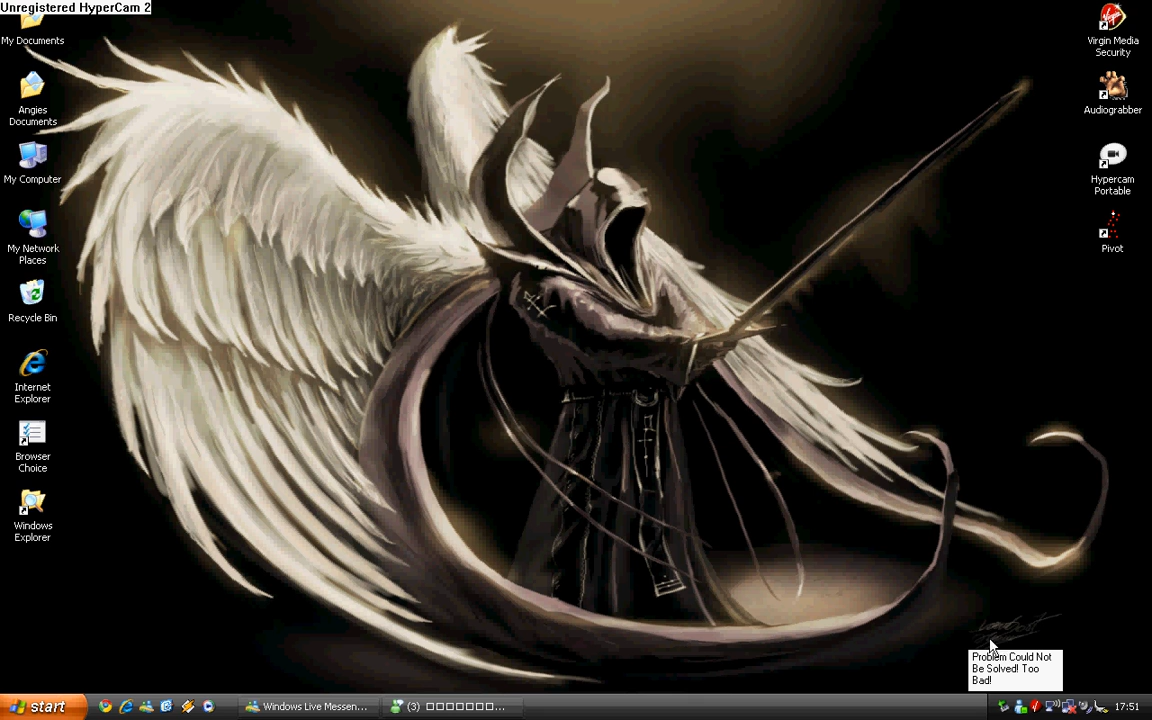 Unregistered HyperCam 2
My Documents
Angies
Documents
My Computer
My Network
Places
Recycle Bin
Internet
Explorer
Browser
Choice
Windows
Explorer
Virgin Media
Security
Audiograbber
Hypercam
Portable
Pivot
Problem Could Not
Be Solved! Too
Bad!
start
Windows Live Messen...
(3) □□□□□□□...
17:51